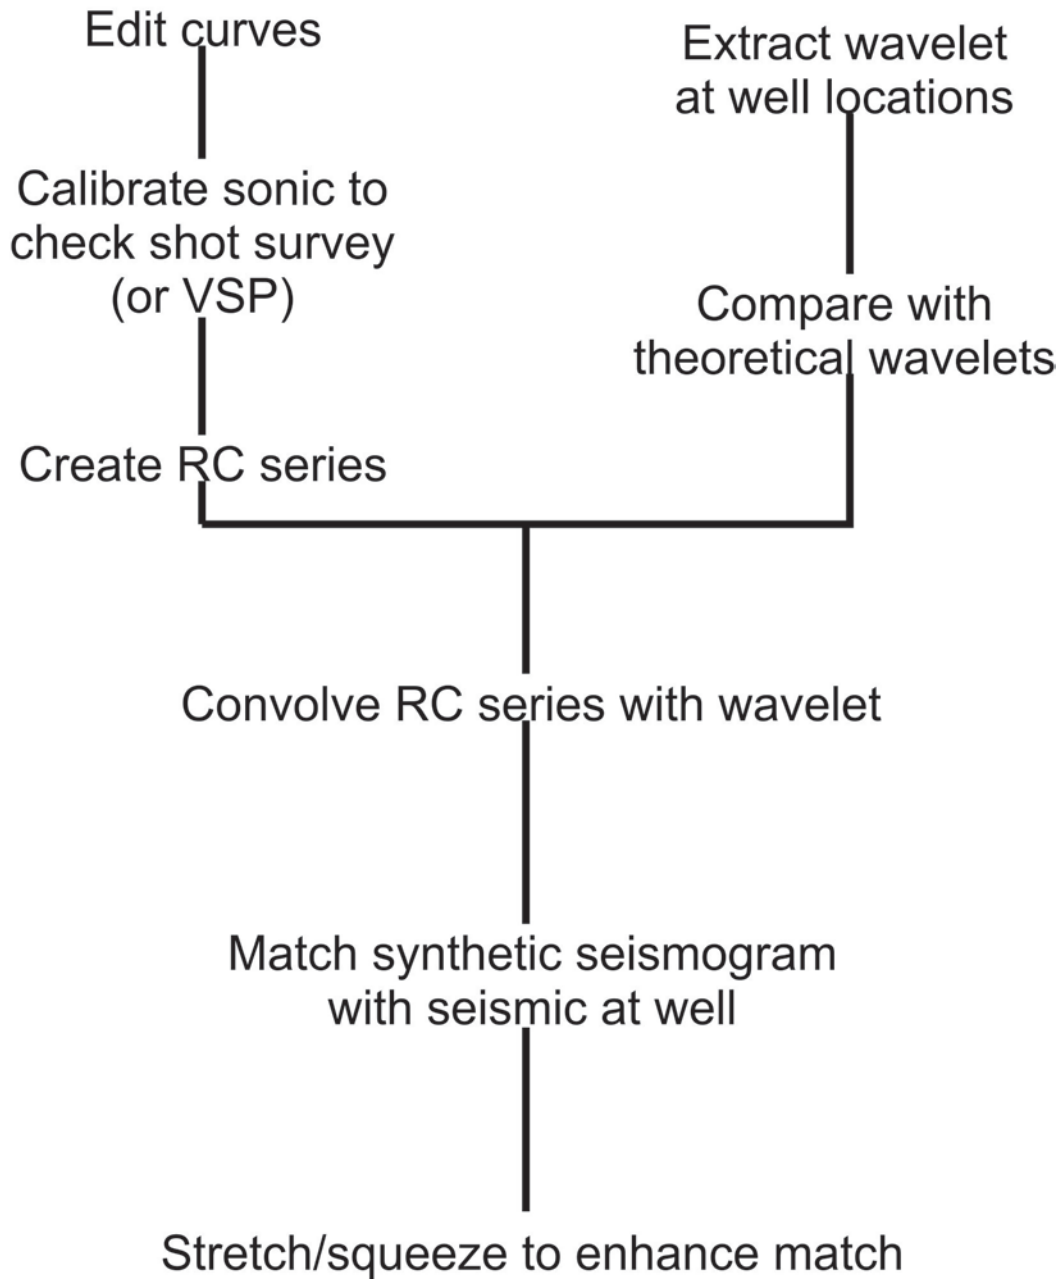 Edit curves
Calibrate sonic to
check shot survey
(or VSP)
Create RC series
Extract wavelet
at well locations
Compare with
theoretical wavelets
Convolve RC series with wavelet
Match synthetic seismogram
with seismic at well
Stretch/squeeze to enhance match